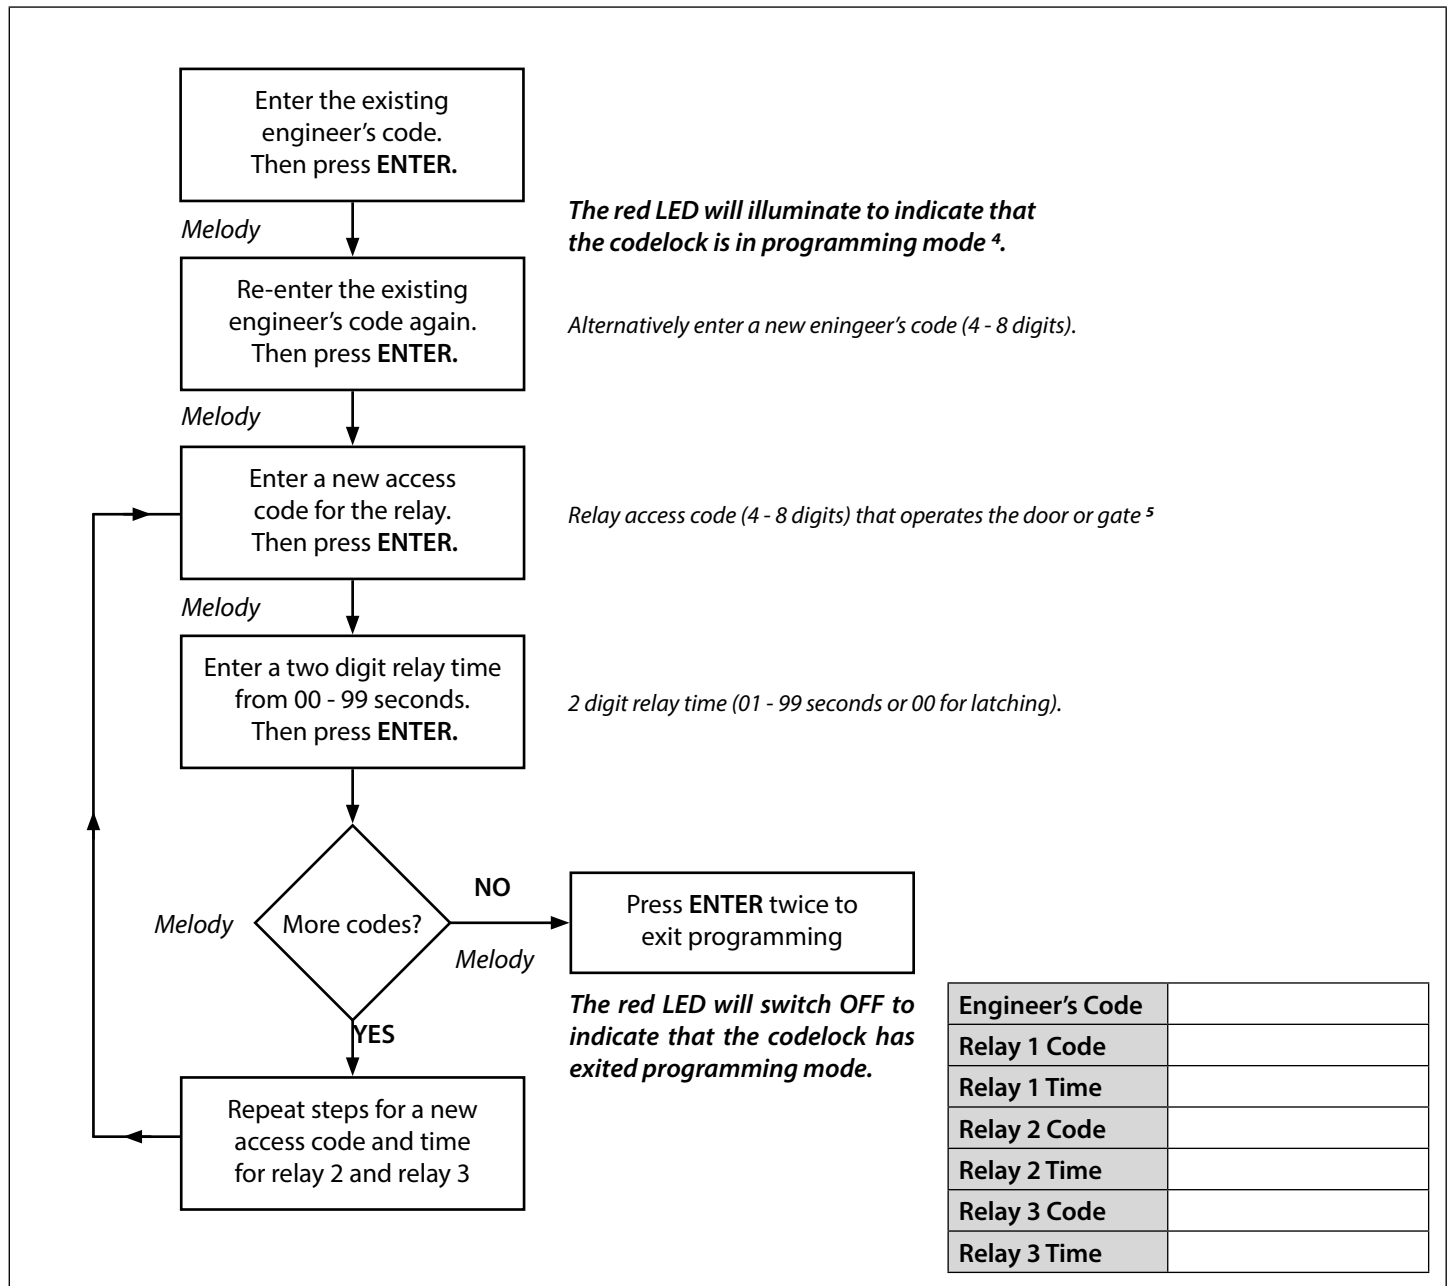 Enter the existing
engineer's code.
Then press ENTER.
Melody
The red LED will illuminate to indicate that
the codelock is in programming mode ⁴.
Re-enter the existing
engineer's code again.
Then press ENTER.
Alternatively enter a new eningeer's code (4 - 8 digits).
Melody
Enter a new access
code for the relay.
Then press ENTER.
Relay access code (4 - 8 digits) that operates the door or gate ⁵
Melody
Enter a two digit relay time
from 00 - 99 seconds.
Then press ENTER.
2 digit relay time (01 - 99 seconds or 00 for latching).
Melody
More codes?
NO
Melody
Press ENTER twice to
exit programming
The red LED will switch OFF to
indicate that the codelock has
exited programming mode.
YES
Repeat steps for a new
access code and time
for relay 2 and relay 3
Engineer's Code
Relay 1 Code
Relay 1 Time
Relay 2 Code
Relay 2 Time
Relay 3 Code
Relay 3 Time